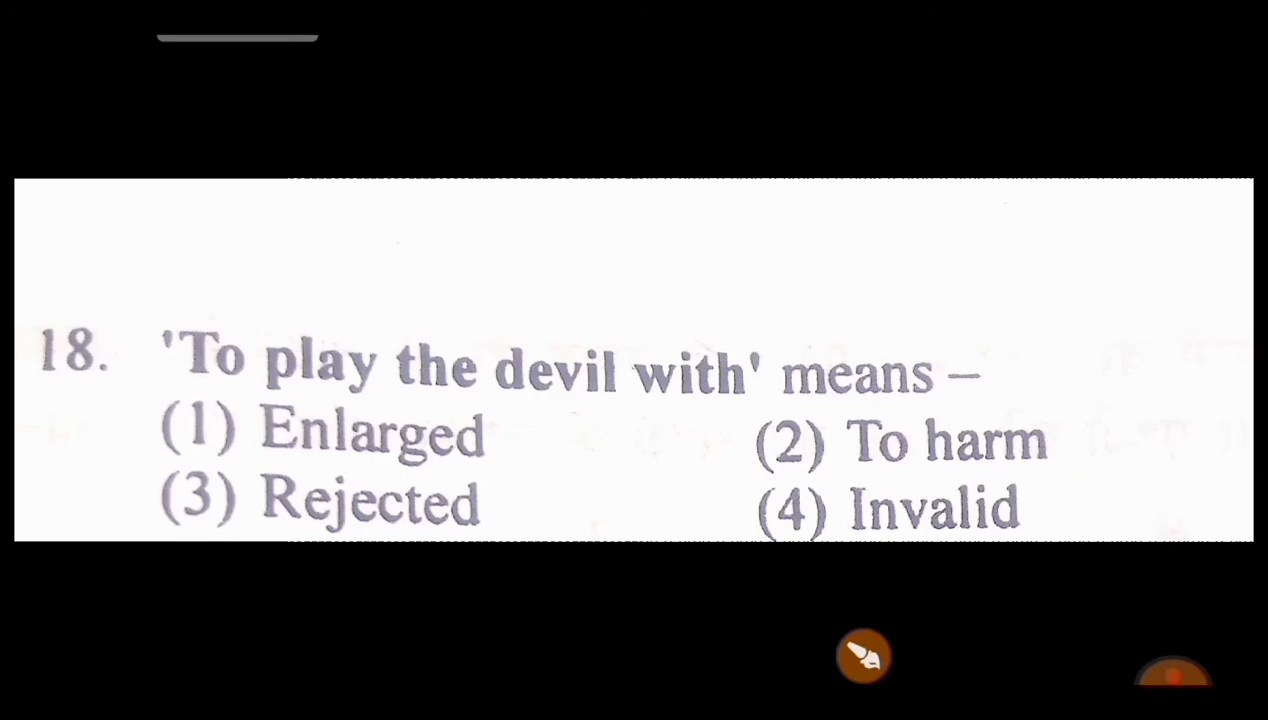 18. 'To play the devil with' means –
(1) Enlarged (2) To harm
(3) Rejected (4) Invalid